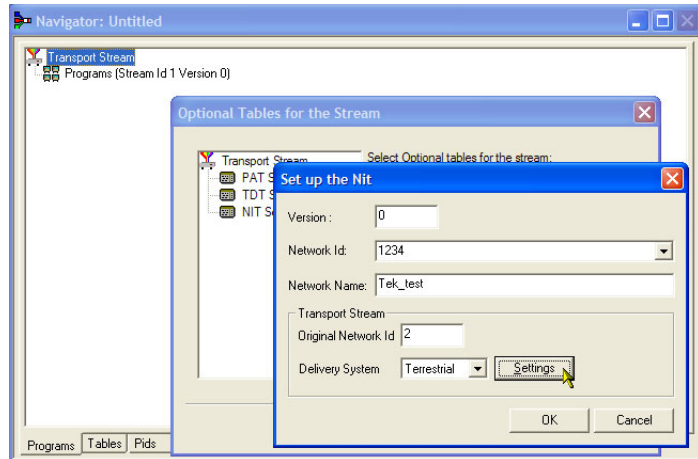 Navigator: Untitled
Transport Stream
Programs (Stream Id 1 Version 0)
Optional Tables for the Stream
Transport Stream
Select Optional tables for the stream:
PAT S
TDT S
NIT Se
Set up the Nit
Version :
0
Network Id:
1234
Network Name:
Tek_test
Transport Stream
Original Network Id
2
Delivery System
Terrestrial
Settings
OK
Cancel
Programs
Tables
Pids